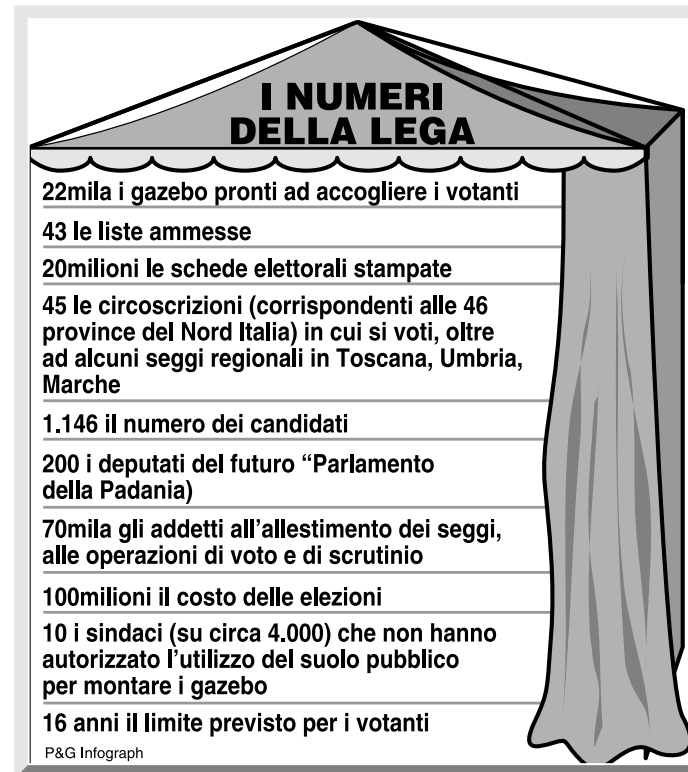 I NUMERI
DELLA LEGA
22mila i gazebo pronti ad accogliere i votanti
43 le liste ammesse
20milioni le schede elettorali stampate
45 le circoscrizioni (corrispondenti alle 46
province del Nord Italia) in cui si voti, oltre
ad alcuni seggi regionali in Toscana, Umbria,
Marche
1.146 il numero dei candidati
200 i deputati del futuro “Parlamento
della Padania)
70mila gli addetti all’allestimento dei seggi,
alle operazioni di voto e di scrutinio
100milioni il costo delle elezioni
10 i sindaci (su circa 4.000) che non hanno
autorizzato l’utilizzo del suolo pubblico
per montare i gazebo
16 anni il limite previsto per i votanti
P&G Infograph